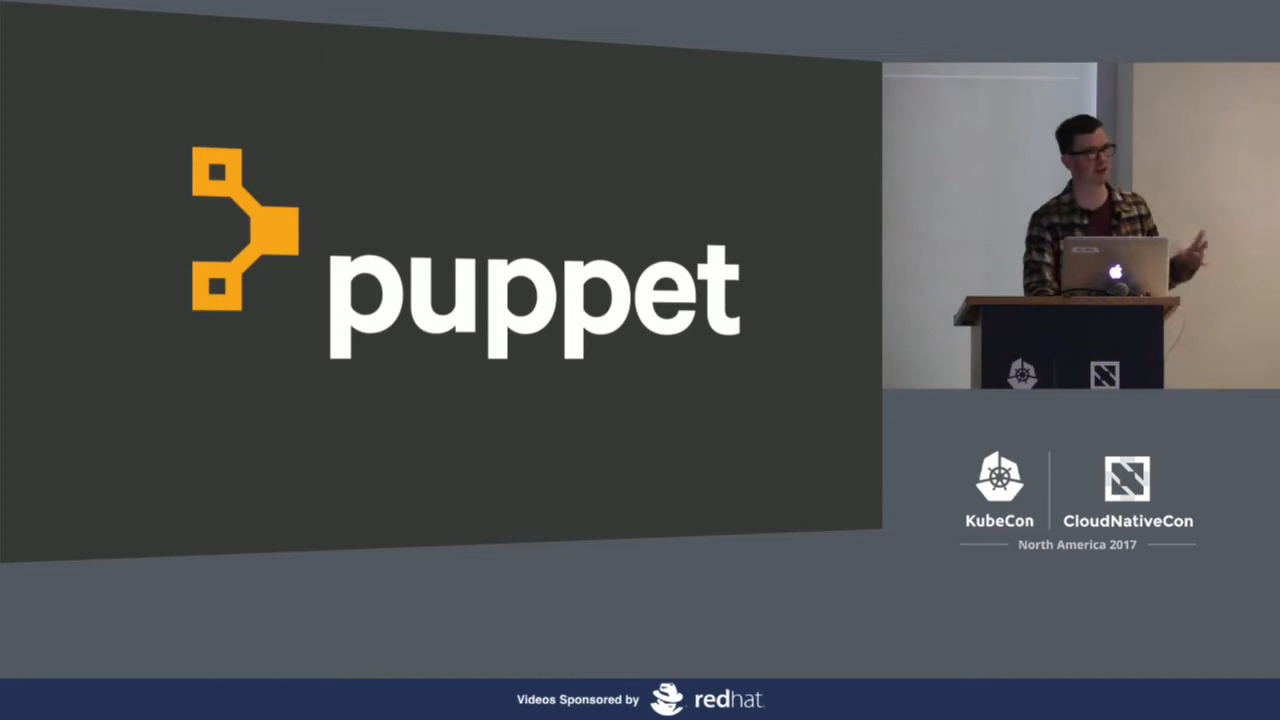 puppet
KubeCon
CloudNativeCon
North America 2017
Videos Sponsored by redhat.